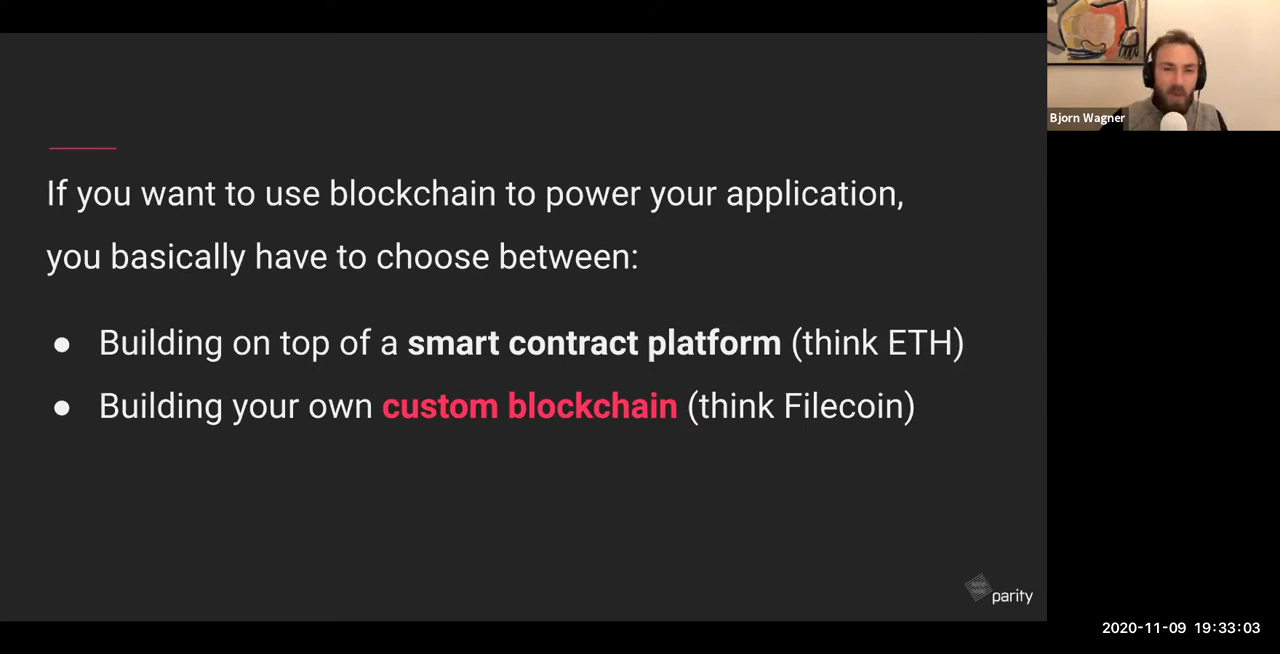 If you want to use blockchain to power your application,
you basically have to choose between:
● Building on top of a smart contract platform (think ETH)
● Building your own custom blockchain (think Filecoin)
parity
Bjorn Wagner
2020-11-09 19:33:03